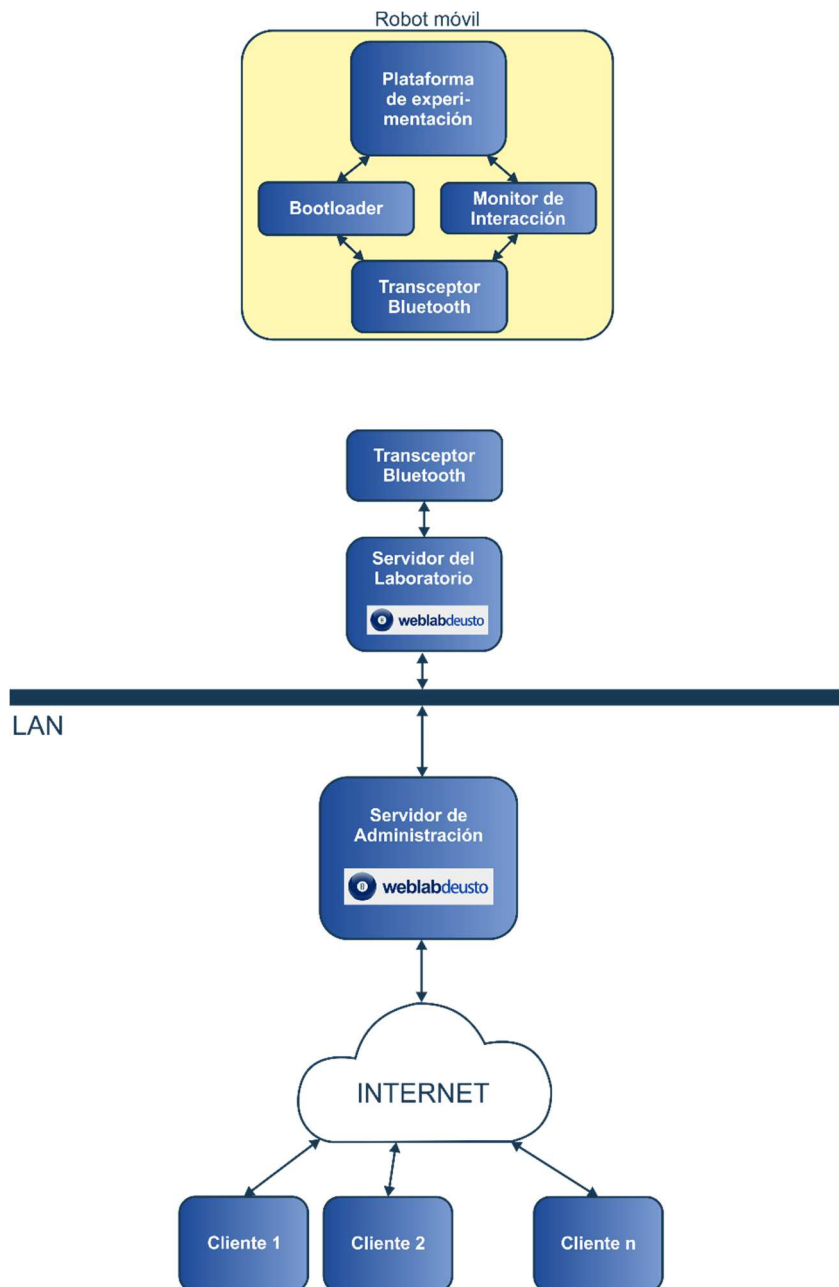 Robot móvil
Plataforma
de experi-
mentación
Bootloader
Monitor de
Interacción
Transceptor
Bluetooth
Transceptor
Bluetooth
Servidor del
Laboratorio
weblabdeusto
LAN
Servidor de
Administración
weblabdeusto
INTERNET
Cliente 1
Cliente 2
Cliente n